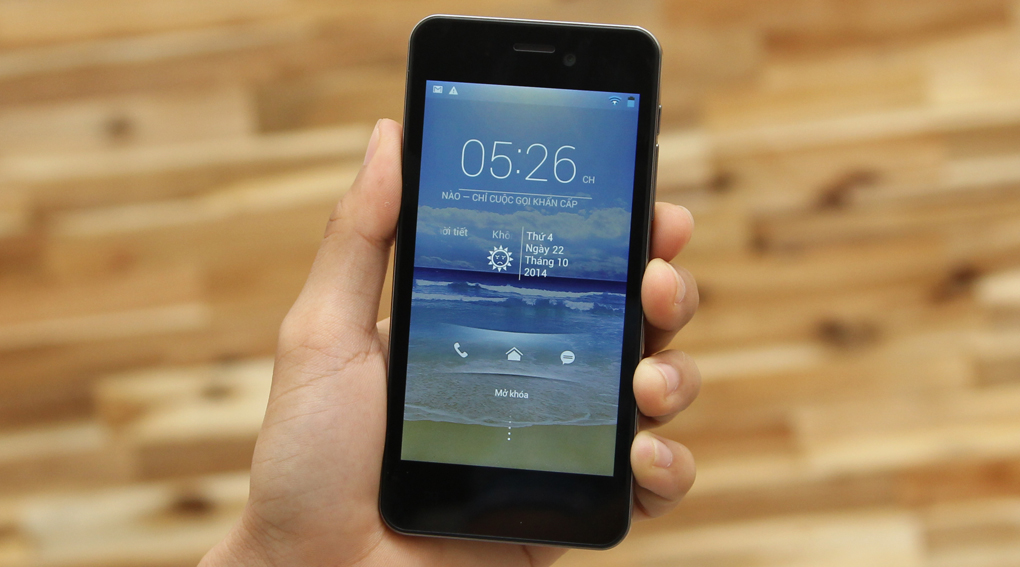 05:26 CH
NÀO — CHỈ CUỘC GỌI KHẨN CẤP
ời tiết Khô
Thứ 4
Ngày 22
Tháng 10
2014
Mở khóa